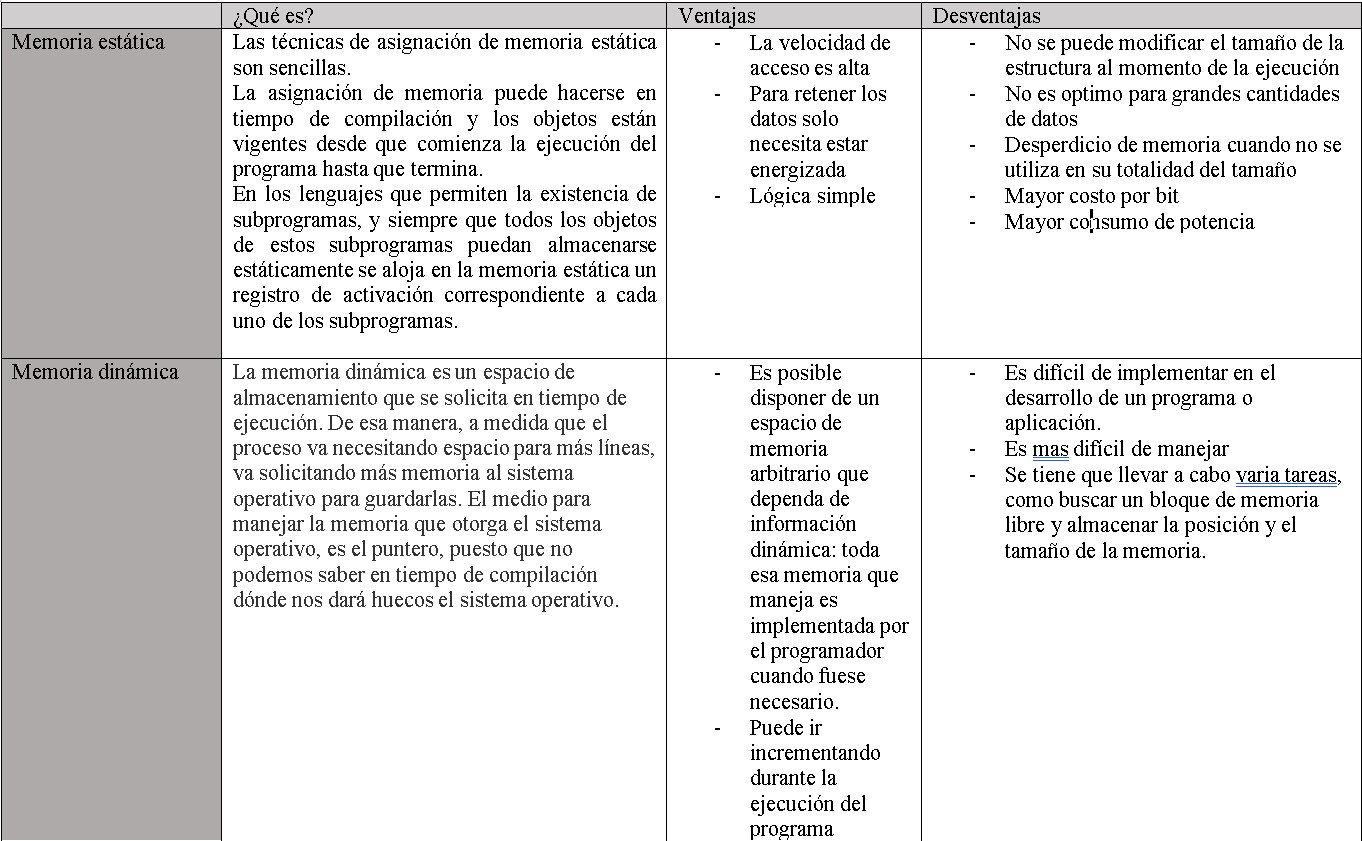 ¿Qué es?
Ventajas
Desventajas
Memoria estática
Las técnicas de asignación de memoria estática
son sencillas.
La asignación de memoria puede hacerse en
tiempo de compilación y los objetos están
vigentes desde que comienza la ejecución del
programa hasta que termina.
En los lenguajes que permiten la existencia de
subprogramas, y siempre que todos los objetos
de estos subprogramas puedan almacenarse
estáticamente se aloja en la memoria estática un
registro de activación correspondiente a cada
uno de los subprogramas.
- La velocidad de
acceso es alta
- Para retener los
datos solo
necesita estar
energizada
- Lógica simple
- No se puede modificar el tamaño de la
estructura al momento de la ejecución
- No es optimo para grandes cantidades
de datos
- Desperdicio de memoria cuando no se
utiliza en su totalidad del tamaño
- Mayor costo por bit
- Mayor consumo de potencia
Memoria dinámica
La memoria dinámica es un espacio de
almacenamiento que se solicita en tiempo de
ejecución. De esa manera, a medida que el
proceso va necesitando espacio para más líneas,
va solicitando más memoria al sistema
operativo para guardarlas. El medio para
manejar la memoria que otorga el sistema
operativo, es el puntero, puesto que no
podemos saber en tiempo de compilación
dónde nos dará huecos el sistema operativo.
- Es posible
disponer de un
espacio de
memoria
arbitrario que
dependa de
información
dinámica: toda
esa memoria que
maneja es
implementada por
el programador
cuando fuese
necesario.
- Puede ir
incrementando
durante la
ejecución del
programa
- Es difícil de implementar en el
desarrollo de un programa o
aplicación.
- Es mas difícil de manejar
- Se tiene que llevar a cabo varia tareas,
como buscar un bloque de memoria
libre y almacenar la posición y el
tamaño de la memoria.